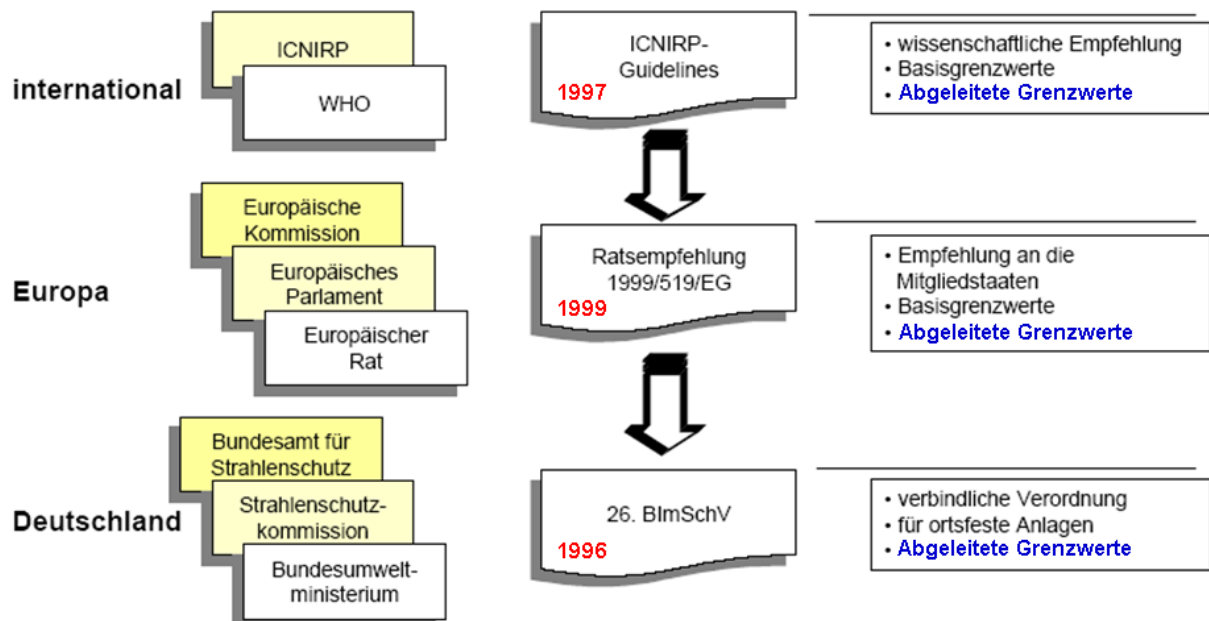 international
ICNIRP
WHO
ICNIRP-
Guidelines
1997
• wissenschaftliche Empfehlung
• Basisgrenzwerte
• Abgeleitete Grenzwerte
Europa
Europäische
Kommission
Europäisches
Parlament
Europäischer
Rat
Ratsempfehlung
1999/519/EG
1999
• Empfehlung an die
Mitgliedstaaten
• Basisgrenzwerte
• Abgeleitete Grenzwerte
Deutschland
Bundesamt für
Strahlenschutz
Strahlenschutz-
kommission
Bundesumwelt-
ministerium
26. BImSchV
1996
• verbindliche Verordnung
• für ortsfeste Anlagen
• Abgeleitete Grenzwerte